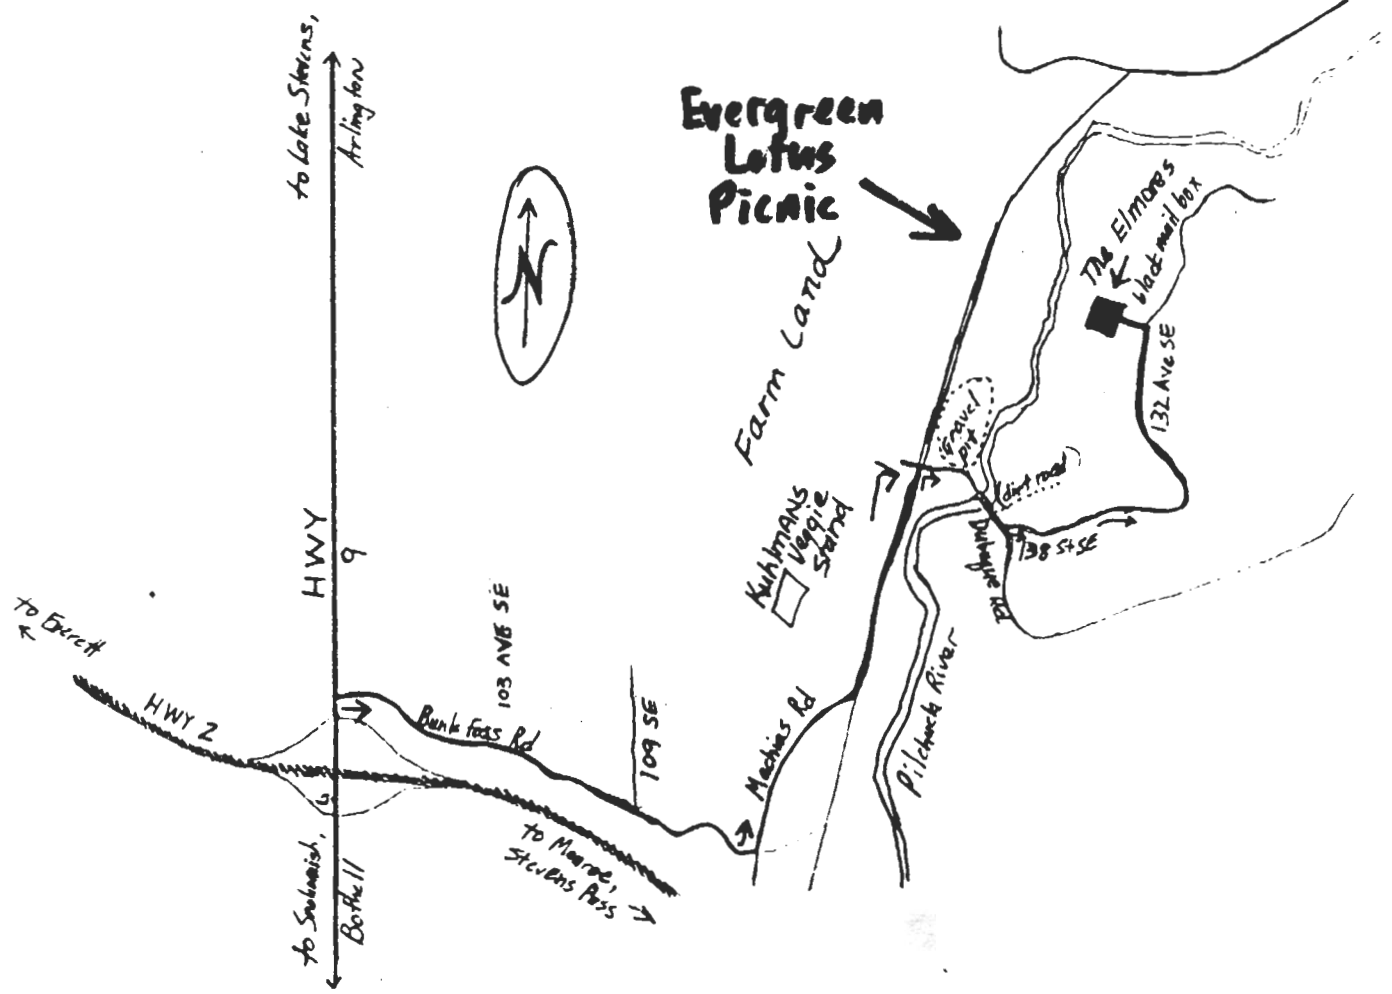 to Lake Stevens,
Arlington
Evergreen
Lotus
Picnic
N
The Elmores
black mail box
Farm Land
132 Ave SE
Gravel
pit
(dirt road)
Kuhlmans
Veggie
Stand
HWY
9
138 St SE
Dubuque Rd
to Everett
103 AVE SE
HWY 2
Bunk Foss Rd
109 SE
Machias Rd
Pilchuck River
to Monroe,
Stevens Pass
to Snohomish,
Bothell